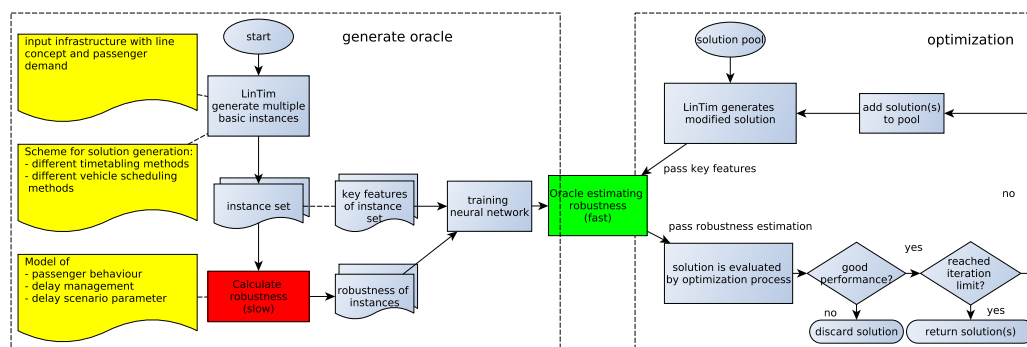 generate oracle
start
input infrastructure with line
concept and passenger
demand
LinTim
generate multiple
basic instances
Scheme for solution generation:
- different timetabling methods
- different vehicle scheduling
methods
instance set
key features
of instance
set
training
neural network
Oracle estimating
robustness
(fast)
Model of
- passenger behaviour
- delay management
- delay scenario parameter
Calculate
robustness
(slow)
robustness of
instances
optimization
solution pool
LinTim generates
modified solution
add solution(s)
to pool
pass key features
no
pass robustness estimation
solution is evaluated
by optimization process
good
performance?
yes
reached
iteration
limit?
no
yes
discard solution
return solution(s)